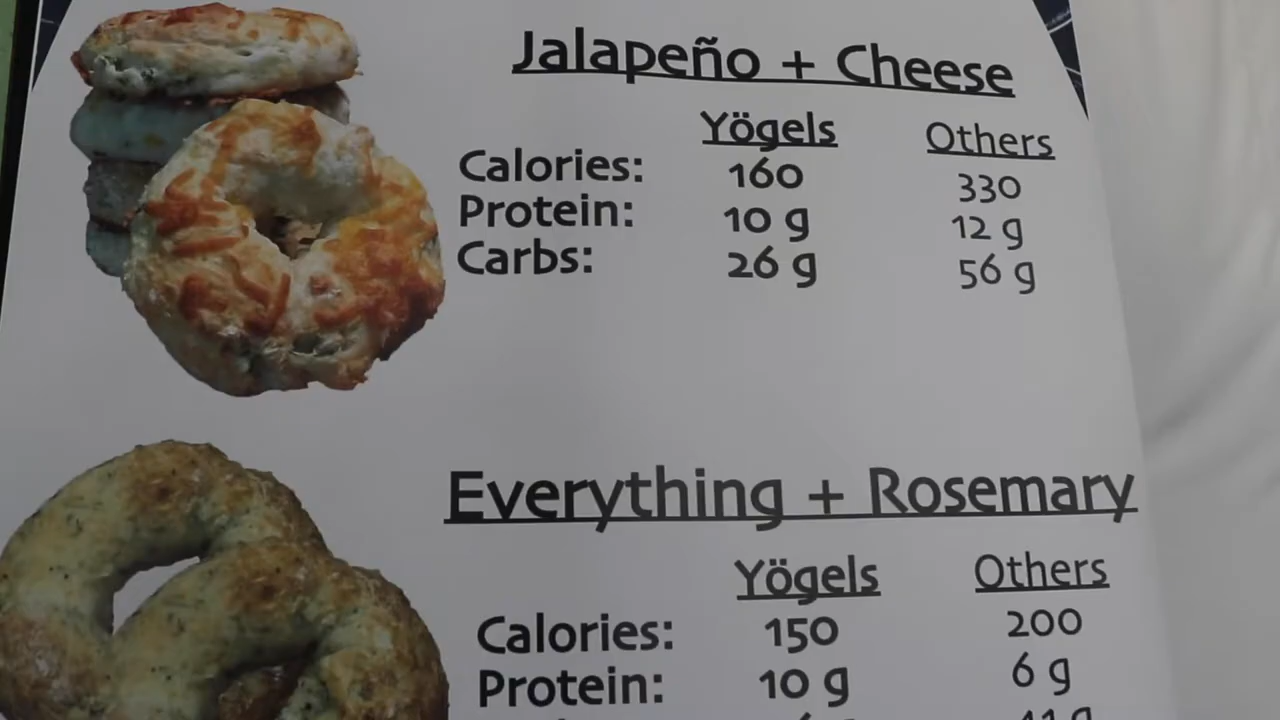 Jalapeño + Cheese
Yögels Others
Calories: 160 330
Protein: 10 g 12 g
Carbs: 26 g 56 g
Everything + Rosemary
Yögels Others
Calories: 150 200
Protein: 10 g 6 g